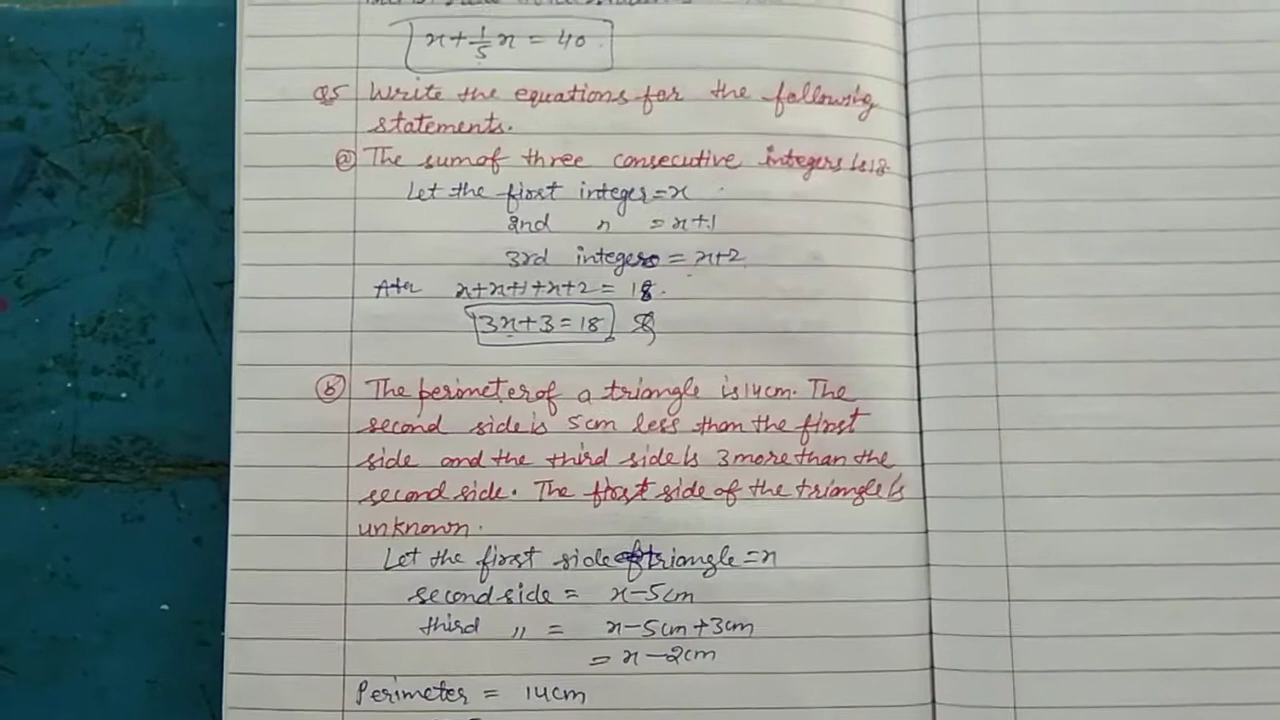 x + 1/5 x = 40
Q5 Write the equations for the following
statements.
(a) The sum of three consecutive integers is 18.
Let the first integer = x
2nd " = x+1
3rd integer = x+2
x+x+1+x+2 = 18.
3x+3 = 18
(b) The perimeter of a triangle is 14cm. The
second side is 5cm less than the first
side and the third side is 3 more than the
second side. The first side of the triangle is
unknown.
Let the first side of triangle = x
second side = x-5cm
third " = x-5cm+3cm
= x-2cm
Perimeter = 14cm